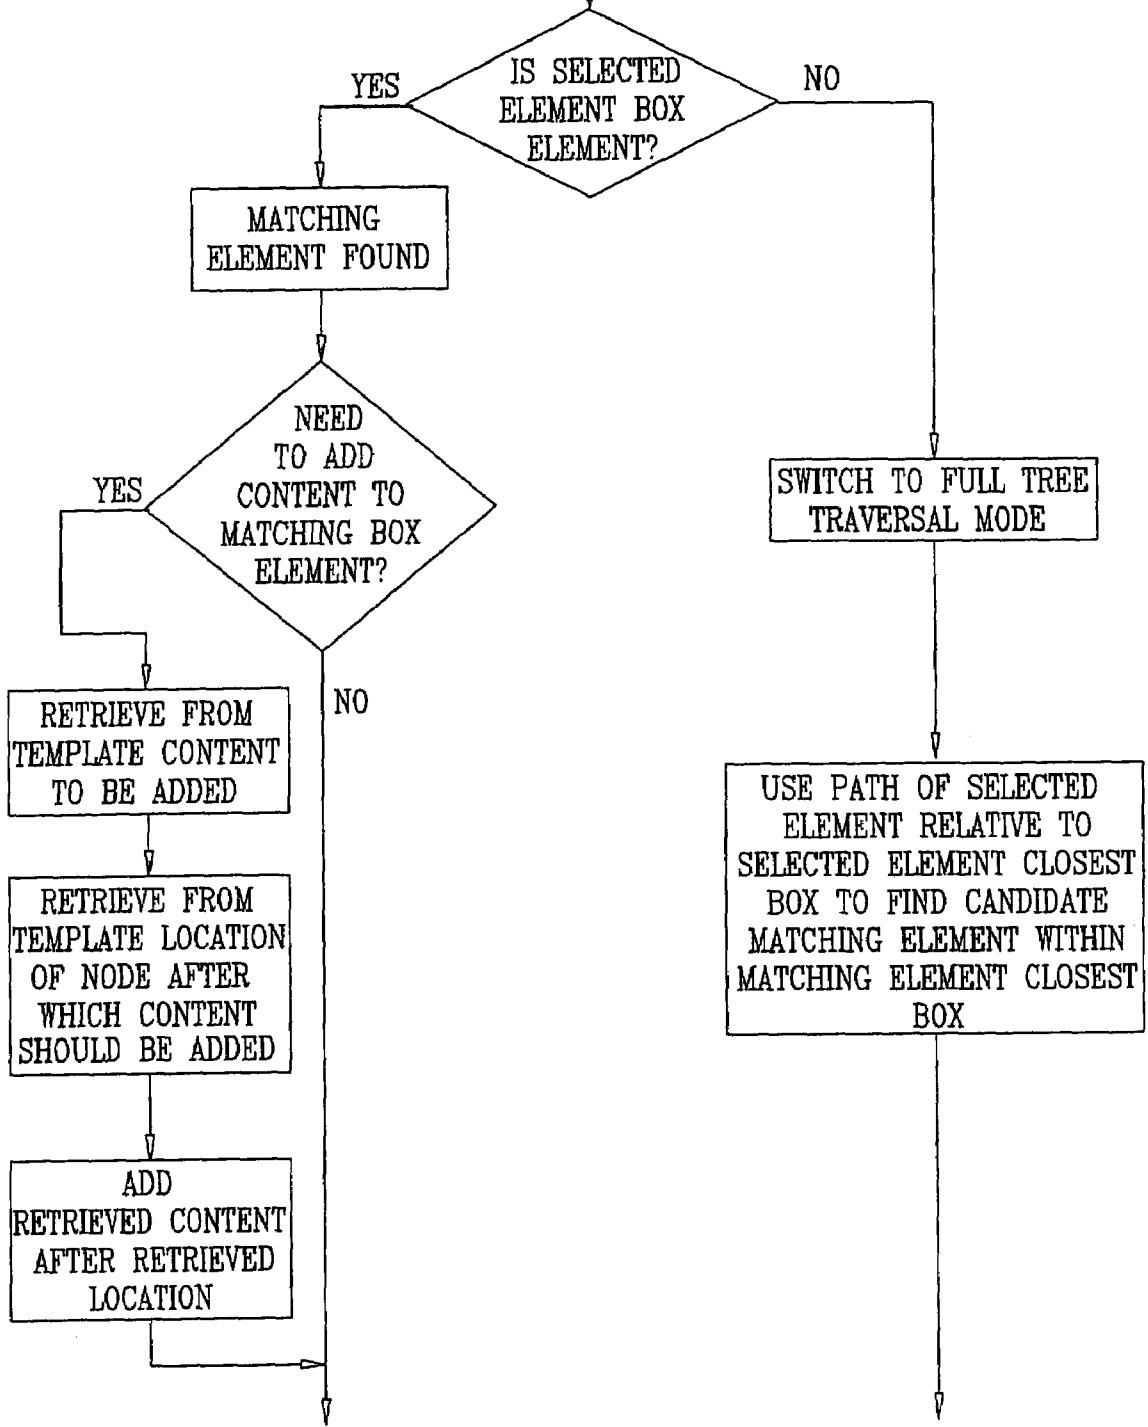 IS SELECTED
ELEMENT BOX
ELEMENT?
YES
NO
MATCHING
ELEMENT FOUND
NEED
TO ADD
CONTENT TO
MATCHING BOX
ELEMENT?
YES
NO
SWITCH TO FULL TREE
TRAVERSAL MODE
RETRIEVE FROM
TEMPLATE CONTENT
TO BE ADDED
RETRIEVE FROM
TEMPLATE LOCATION
OF NODE AFTER
WHICH CONTENT
SHOULD BE ADDED
ADD
RETRIEVED CONTENT
AFTER RETRIEVED
LOCATION
USE PATH OF SELECTED
ELEMENT RELATIVE TO
SELECTED ELEMENT CLOSEST
BOX TO FIND CANDIDATE
MATCHING ELEMENT WITHIN
MATCHING ELEMENT CLOSEST
BOX